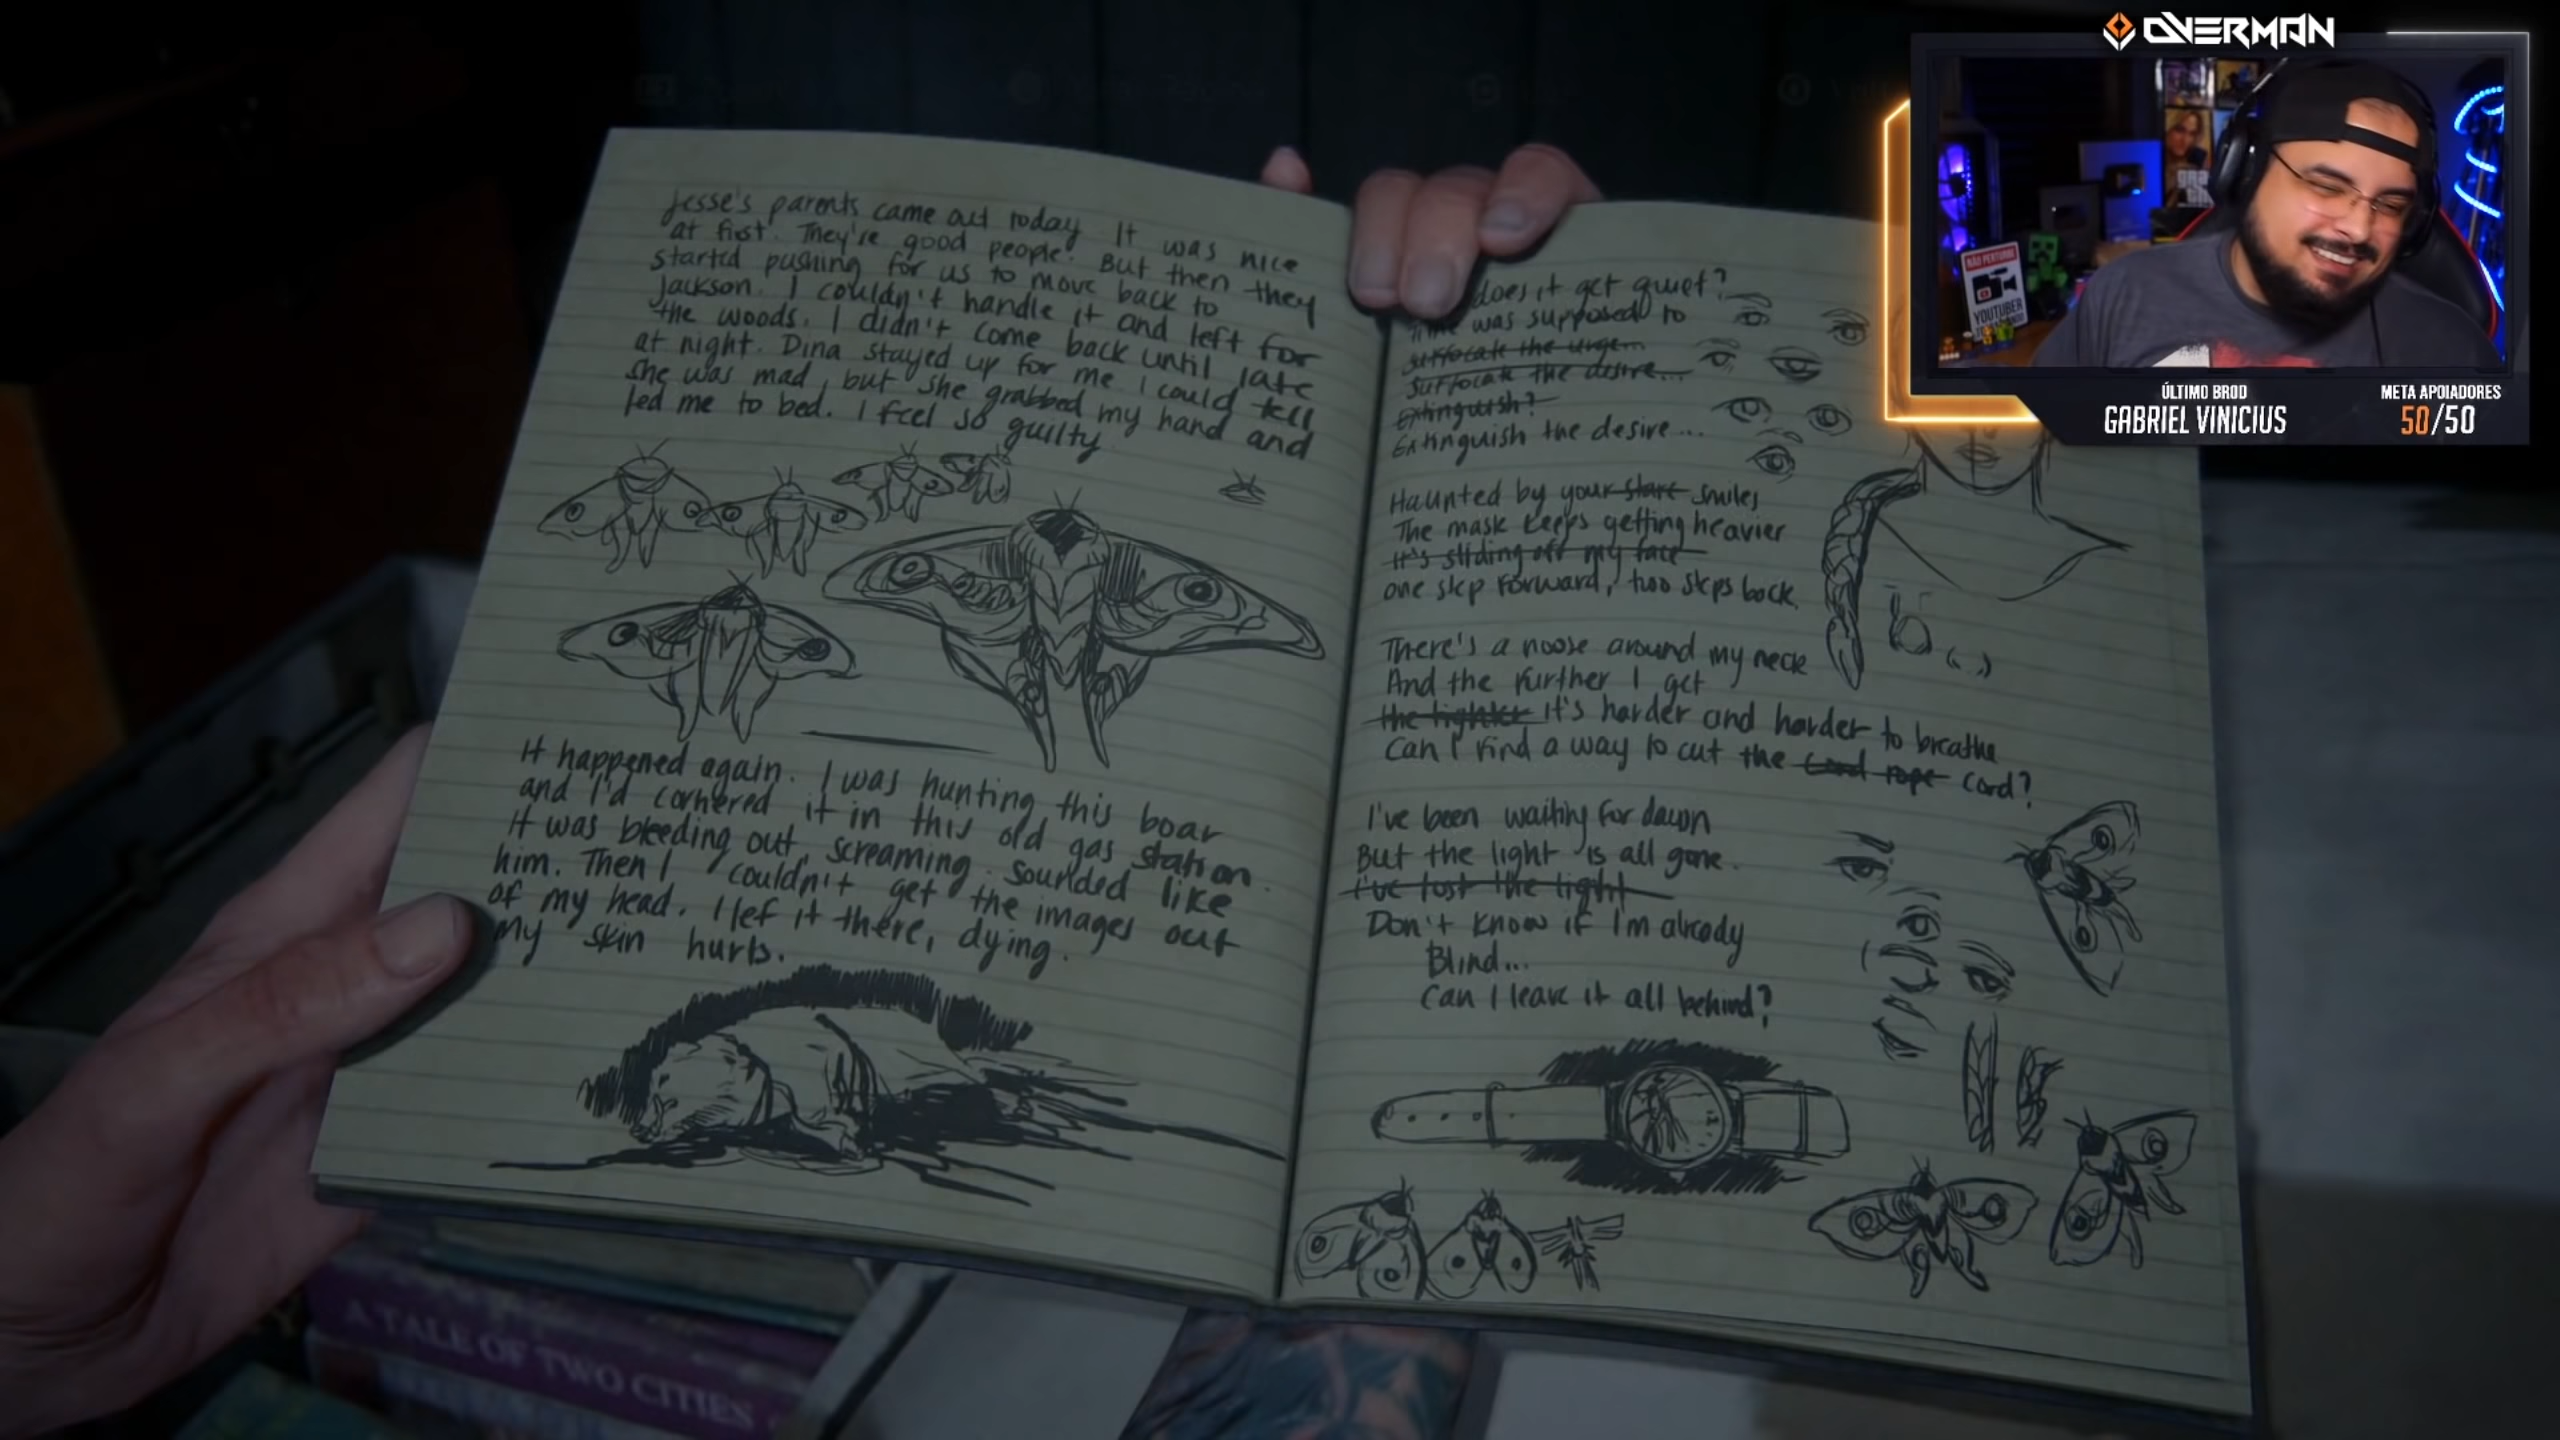 Jesse's parents came out today. It was nice
at first. They're good people. But then they
started pushing for us to move back to
Jackson. I couldn't handle it and left for
the woods. I didn't come back until late
at night. Dina stayed up for me. I could tell
she was mad, but she grabbed my hand and
led me to bed. I feel so guilty
It happened again. I was hunting this boar
and I'd cornered it in this old gas station.
It was bleeding out, screaming. Sounded like
him. Then I couldn't get the images out
of my head. I lef it there, dying.
My skin hurts.
does it get quiet?
Time was supposed to
suffocate the urge...
suffocate the desire...
Extinguish?
Extinguish the desire...
Haunted by your stare smiles
The mask keeps getting heavier
It's sliding off my face
one step forward, two steps back.
There's a noose around my neck
And the further I get
the tighter it's harder and harder to breathe
Can I find a way to cut the cord rope cord?
I've been waiting for dawn
But the light is all gone.
I've lost the light
Don't know if I'm already
Blind...
Can I leave it all behind?
A TALE OF TWO CITIES
OVERMAN
NÃO PERTURBE
YOUTUBER
ÚLTIMO BROD
GABRIEL VINICIUS
META APOIADORES
50/50